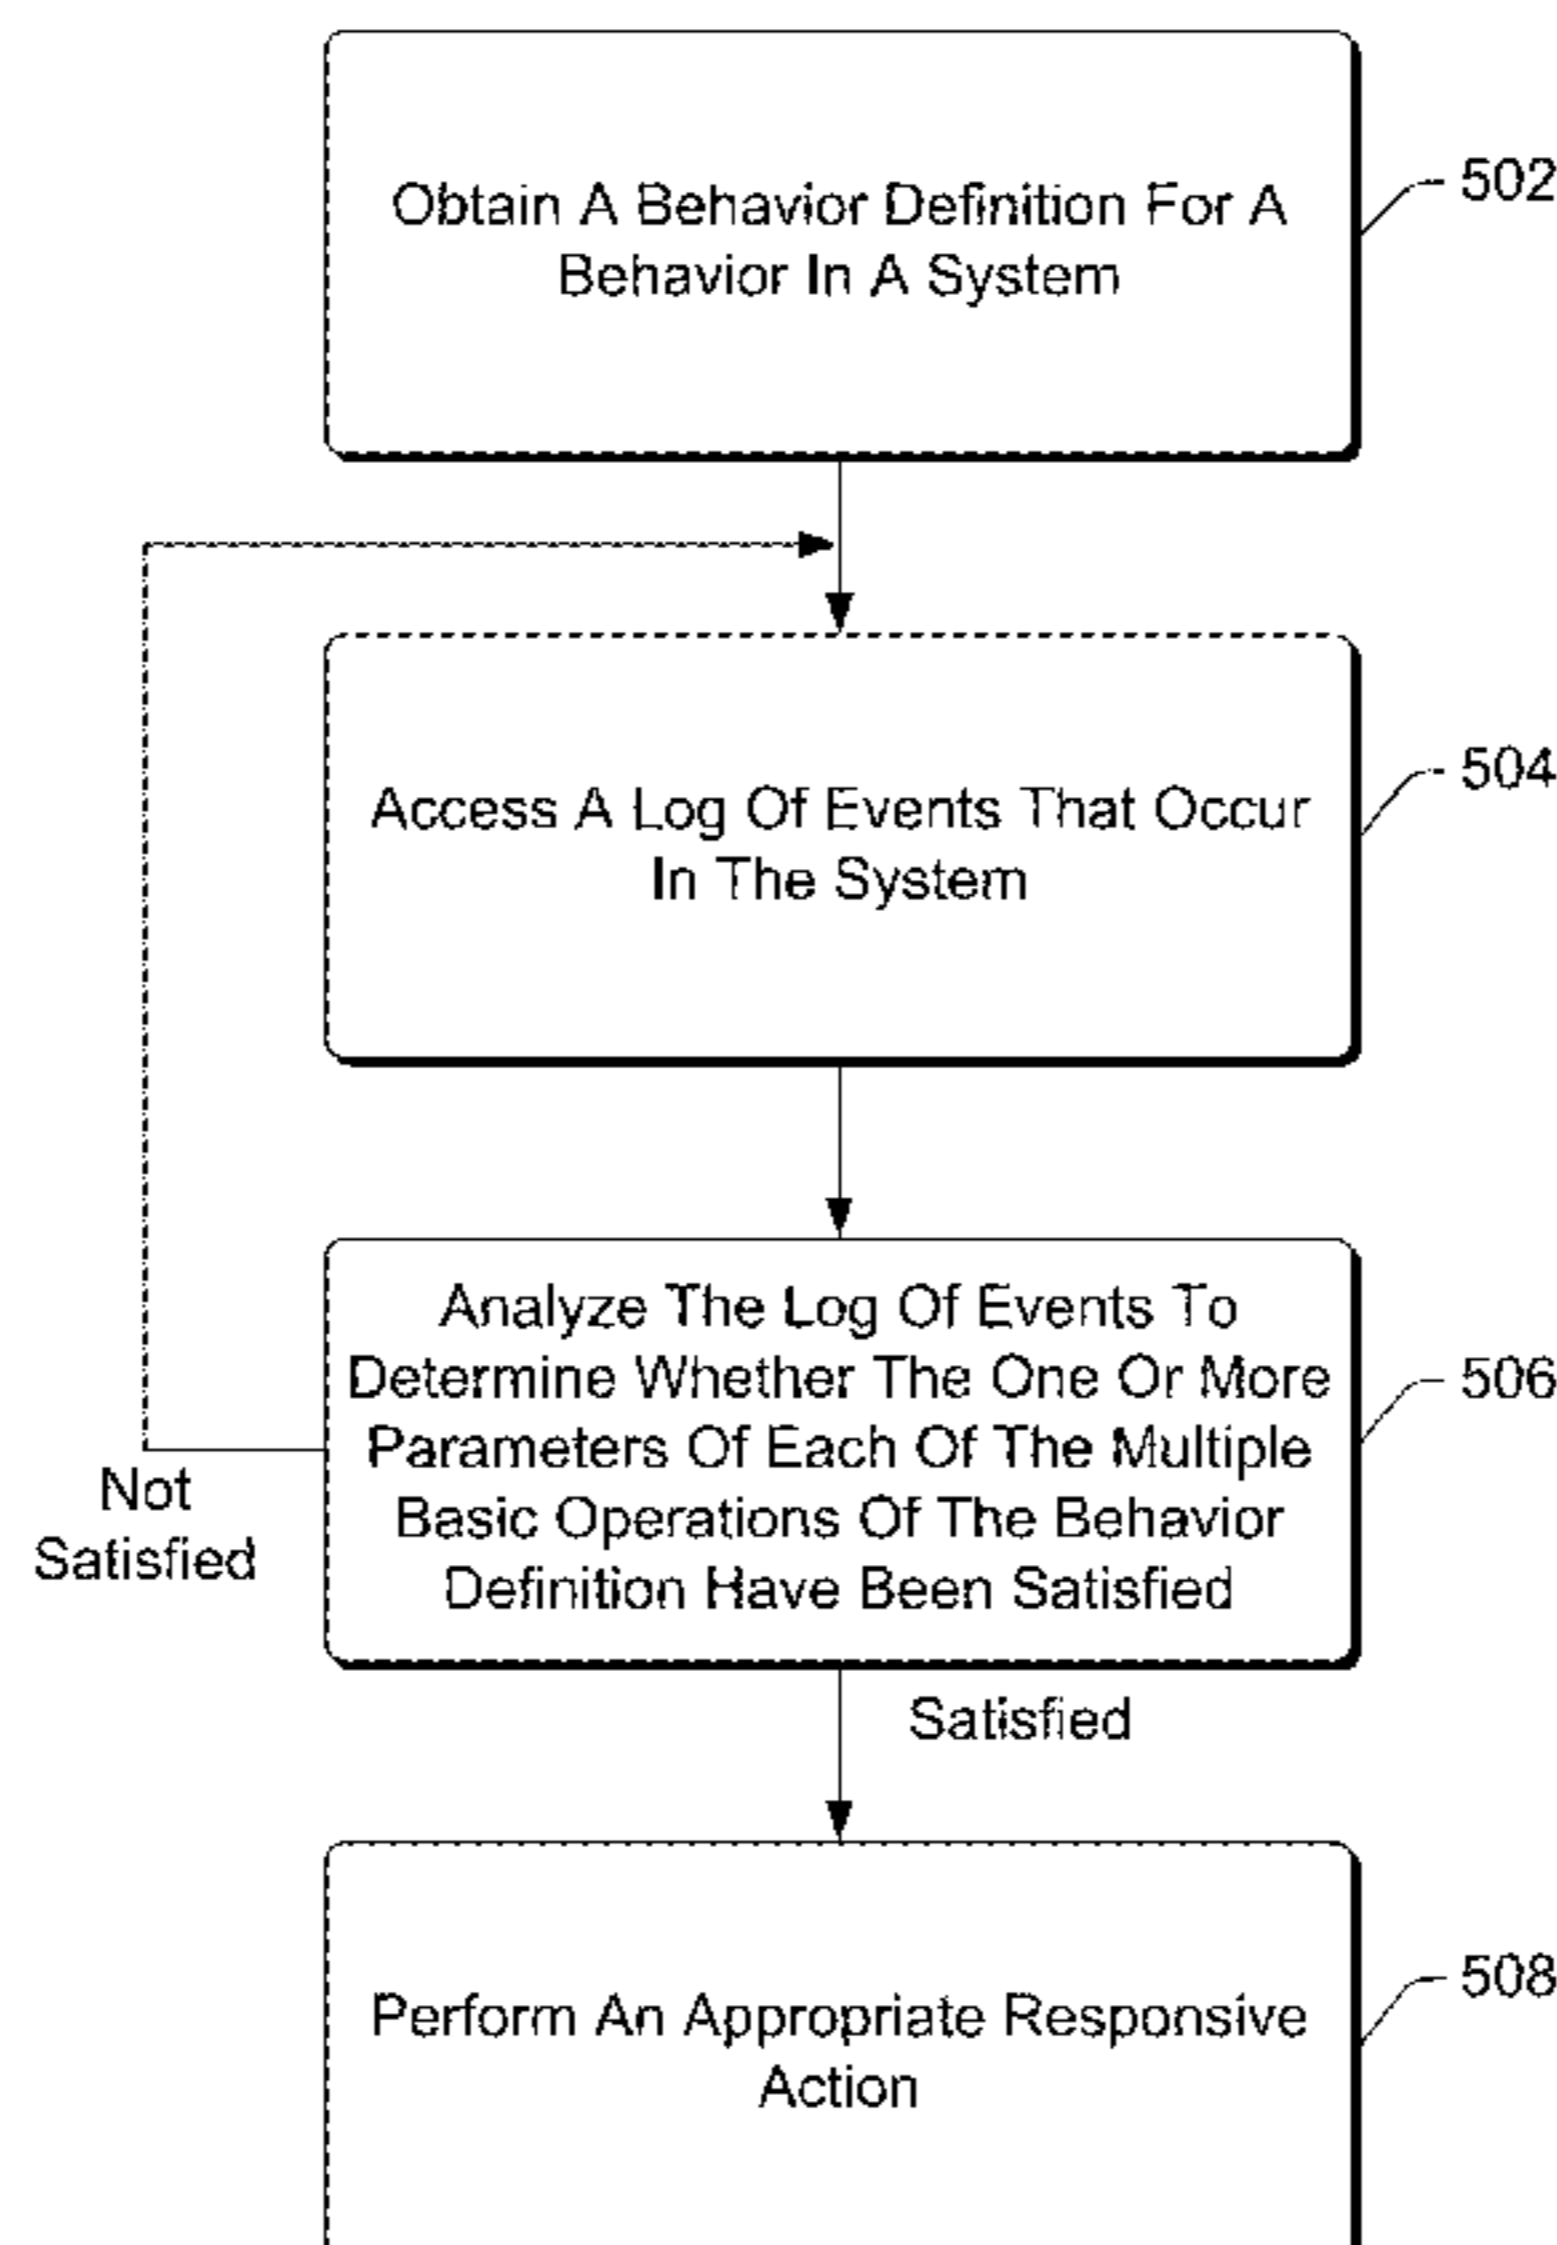 Obtain A Behavior Definition For A
Behavior In A System
502
Access A Log Of Events That Occur
In The System
504
Analyze The Log Of Events To
Determine Whether The One Or More
Parameters Of Each Of The Multiple
Basic Operations Of The Behavior
Definition Have Been Satisfied
506
Not
Satisfied
Satisfied
Perform An Appropriate Responsive
Action
508